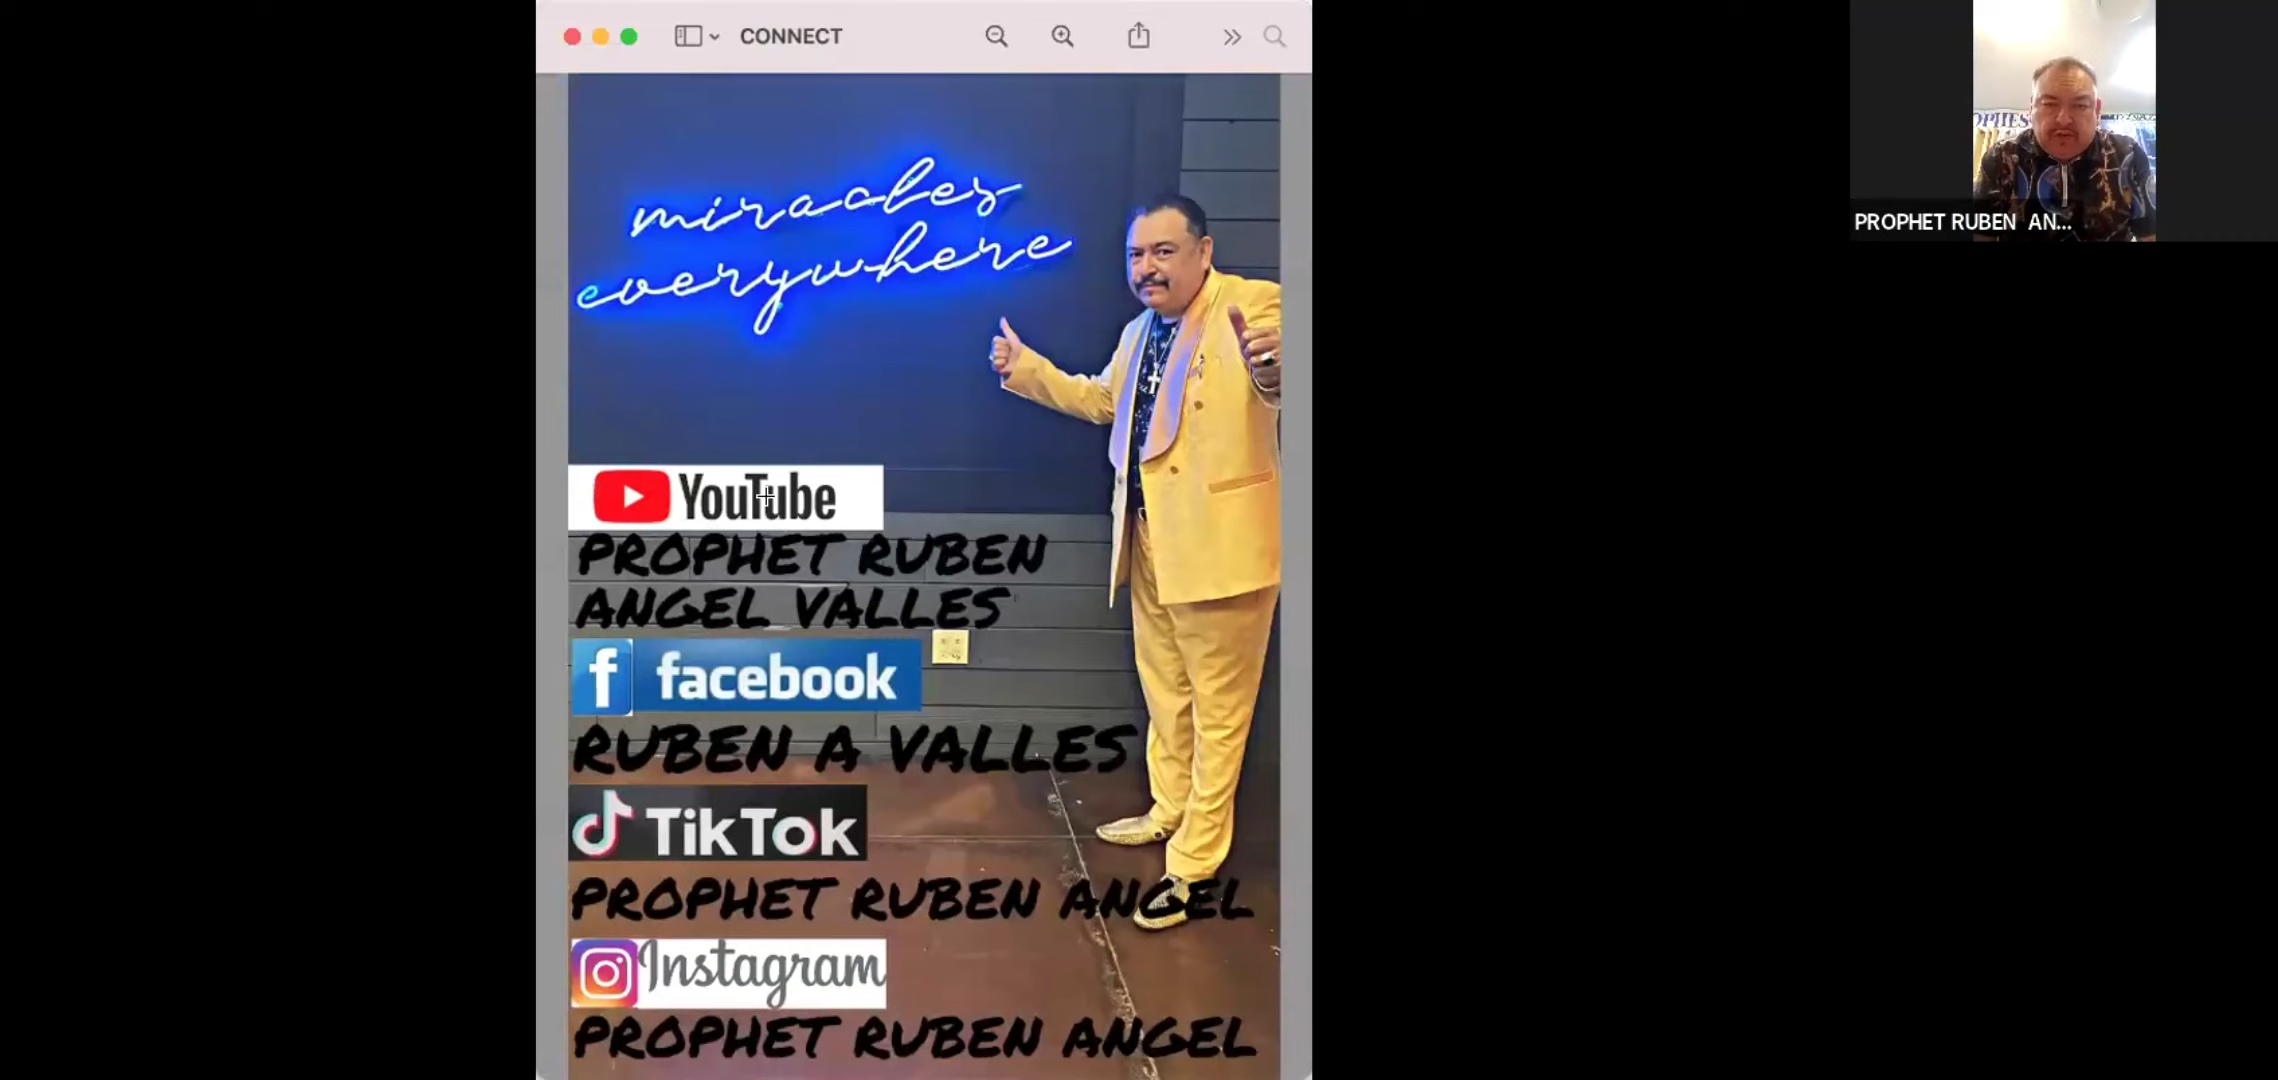 CONNECT
miracles
everywhere
YouTube
PROPHET RUBEN
ANGEL VALLES
f facebook
RUBEN A VALLES
TikTok
PROPHET RUBEN ANGEL
Instagram
PROPHET RUBEN ANGEL
OPHES
PROPHET RUBEN AN...